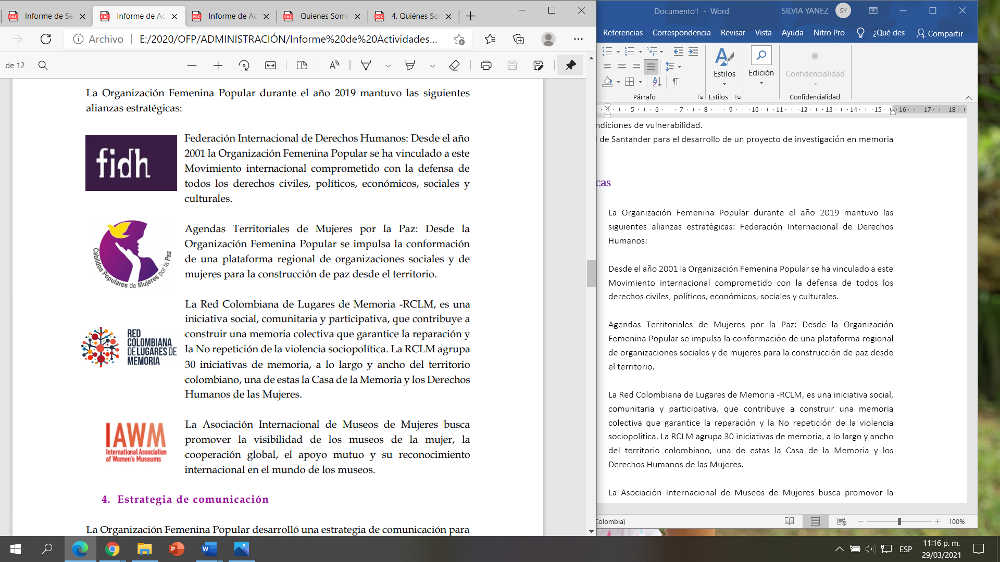 Informe de Se
Informe de Ac
Informe de Ac
Quienes Somo
4. Quiénes So
Archivo | E:/2020/OFP/ADMINISTRACIÓN/Informe%20de%20Actividades...
de 12
La Organización Femenina Popular durante el año 2019 mantuvo las siguientes
alianzas estratégicas:
fidh
Federación Internacional de Derechos Humanos: Desde el año
2001 la Organización Femenina Popular se ha vinculado a este
Movimiento internacional comprometido con la defensa de
todos los derechos civiles, políticos, económicos, sociales y
culturales.
Cabildos Populares de Mujeres por la Paz
Agendas Territoriales de Mujeres por la Paz: Desde la
Organización Femenina Popular se impulsa la conformación
de una plataforma regional de organizaciones sociales y de
mujeres para la construcción de paz desde el territorio.
RED
COLOMBIANA
DE LUGARES DE
MEMORIA
La Red Colombiana de Lugares de Memoria -RCLM, es una
iniciativa social, comunitaria y participativa, que contribuye a
construir una memoria colectiva que garantice la reparación y
la No repetición de la violencia sociopolítica. La RCLM agrupa
30 iniciativas de memoria, a lo largo y ancho del territorio
colombiano, una de estas la Casa de la Memoria y los Derechos
Humanos de las Mujeres.
IAWM
International Association
of Women's Museums
La Asociación Internacional de Museos de Mujeres busca
promover la visibilidad de los museos de la mujer, la
cooperación global, el apoyo mutuo y su reconocimiento
internacional en el mundo de los museos.
4. Estrategia de comunicación
La Organización Femenina Popular desarrolló una estrategia de comunicación para
Documento1 - Word
SILVIA YANEZ
SY
Referencias Correspondencia Revisar Vista Ayuda Nitro Pro ¿Qué des Compartir
Estilos
Edición
Confidencialidad
Párrafo
Estilos
Confidencialidad
4 5 6 7 8 9 10 11 12 13 14 15 16 17 18
ndiciones de vulnerabilidad.
l de Santander para el desarrollo de un proyecto de investigación en memoria
cas
La Organización Femenina Popular durante el año 2019 mantuvo las
siguientes alianzas estratégicas: Federación Internacional de Derechos
Humanos:
Desde el año 2001 la Organización Femenina Popular se ha vinculado a este
Movimiento internacional comprometido con la defensa de todos los
derechos civiles, políticos, económicos, sociales y culturales.
Agendas Territoriales de Mujeres por la Paz: Desde la Organización
Femenina Popular se impulsa la conformación de una plataforma regional
de organizaciones sociales y de mujeres para la construcción de paz desde
el territorio.
La Red Colombiana de Lugares de Memoria -RCLM, es una iniciativa social,
comunitaria y participativa, que contribuye a construir una memoria
colectiva que garantice la reparación y la No repetición de la violencia
sociopolítica. La RCLM agrupa 30 iniciativas de memoria, a lo largo y ancho
del territorio colombiano, una de estas la Casa de la Memoria y los
Derechos Humanos de las Mujeres.
La Asociación Internacional de Museos de Mujeres busca promover la
Colombia)
100%
ESP
11:16 p. m.
29/03/2021